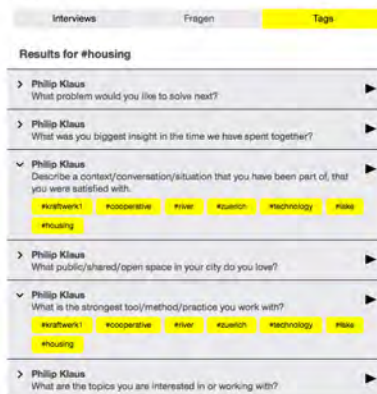 Interviews Fragen Tags
Results for #housing
Philip Klaus
What problem would you like to solve next?
Philip Klaus
What was you biggest insight in the time we have spent together?
Philip Klaus
Describe a context/conversation/situation that you have been part of, that
you were satisfied with.
#kraftwerk1 #cooperative #river #zuerich #technology #lake
#housing
Philip Klaus
What public/shared/open space in your city do you love?
Philip Klaus
What is the strongest tool/method/practice you work with?
#kraftwerk1 #cooperative #river #zuerich #technology #lake
#housing
Philip Klaus
What are the topics you are interested in or working with?